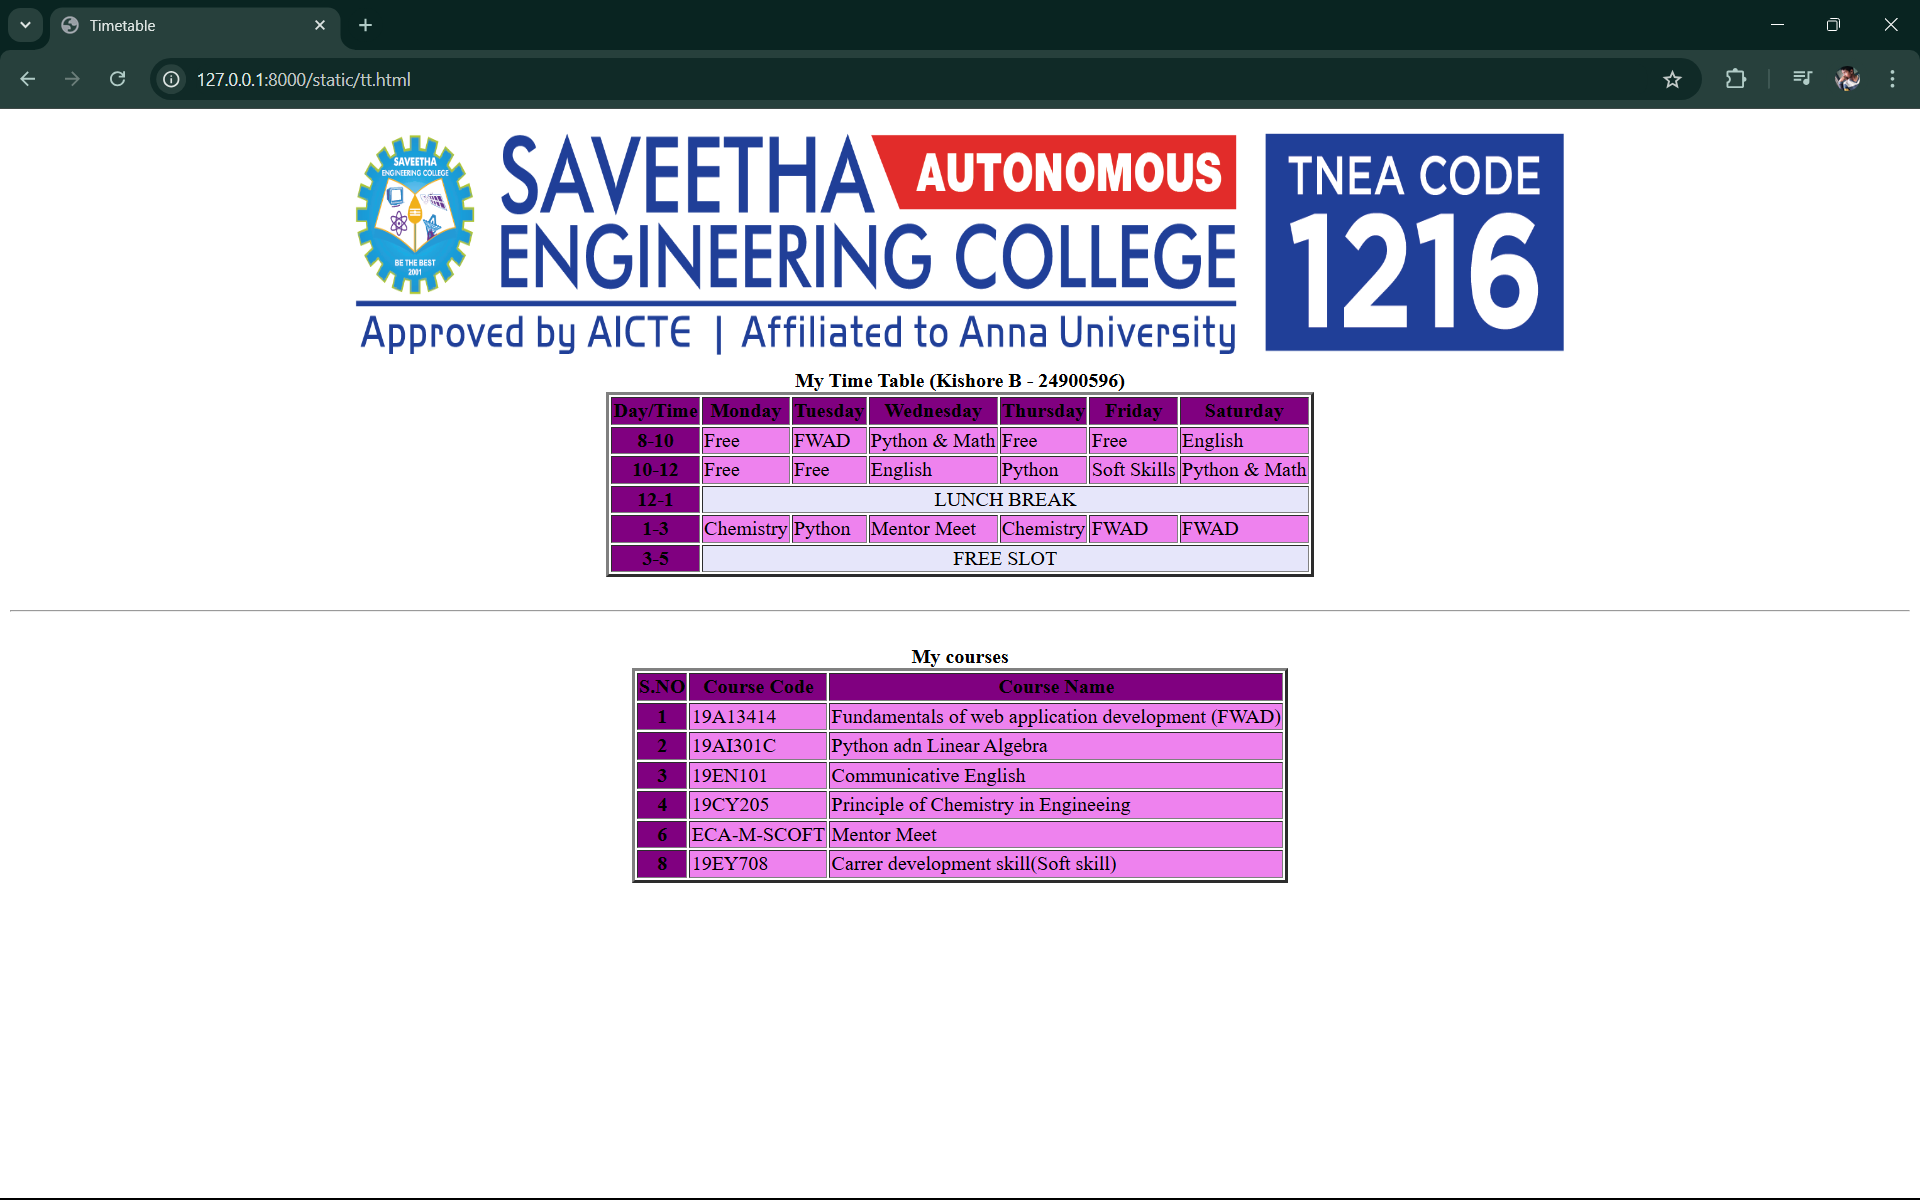 Timetable
127.0.0.1:8000/static/tt.html
SAVEETHA
ENGINEERING COLLEGE
BE THE BEST
2001
SAVEETHA AUTONOMOUS
ENGINEERING COLLEGE
Approved by AICTE | Affiliated to Anna University
TNEA CODE
1216
My Time Table (Kishore B - 24900596)
Day/Time Monday Tuesday Wednesday Thursday Friday Saturday
8-10 Free FWAD Python & Math Free Free English
10-12 Free Free English Python Soft Skills Python & Math
12-1 LUNCH BREAK
1-3 Chemistry Python Mentor Meet Chemistry FWAD FWAD
3-5 FREE SLOT
My courses
S.NO Course Code Course Name
1 19A13414 Fundamentals of web application development (FWAD)
2 19AI301C Python adn Linear Algebra
3 19EN101 Communicative English
4 19CY205 Principle of Chemistry in Engineeing
6 ECA-M-SCOFT Mentor Meet
8 19EY708 Carrer development skill(Soft skill)